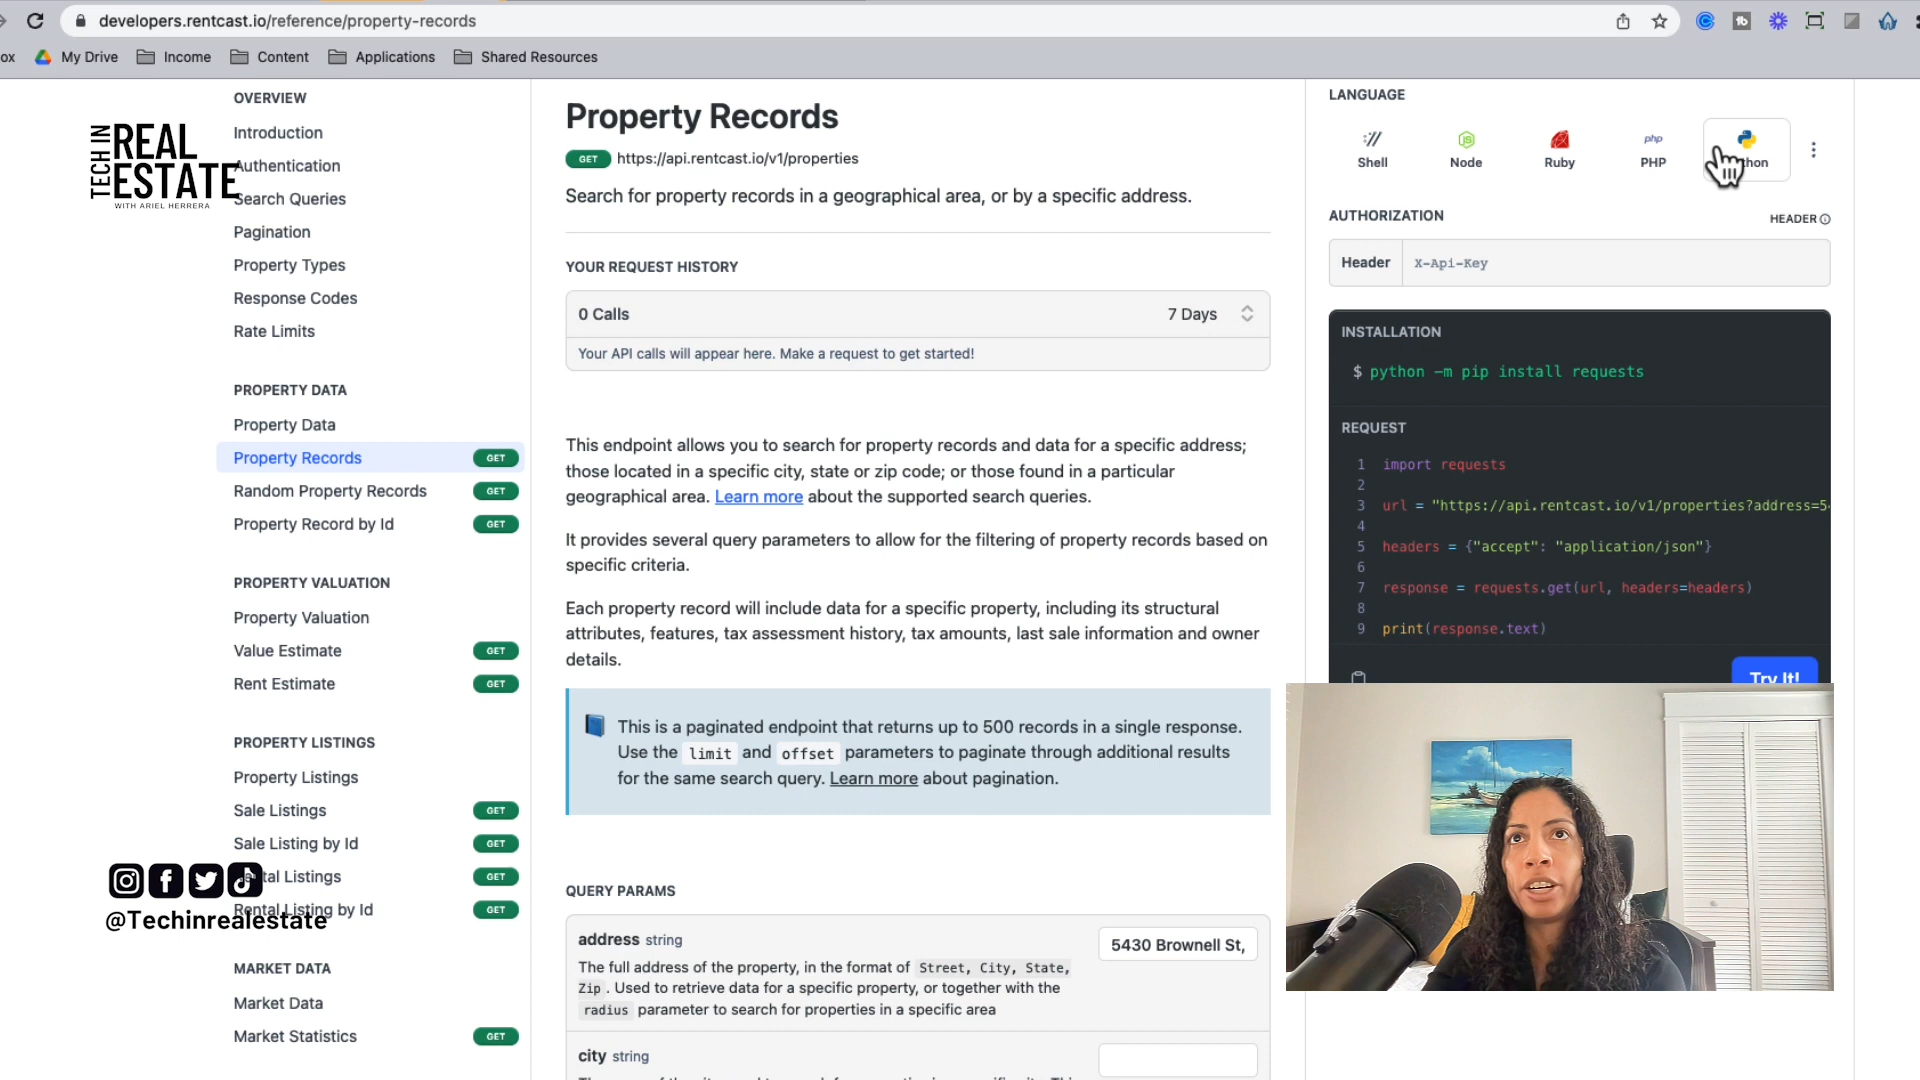 developers.rentcast.io/reference/property-records
ox
My Drive
Income
Content
Applications
Shared Resources
TECH IN
REAL
ESTATE
WITH ARIEL HERRERA
OVERVIEW
Introduction
Authentication
Search Queries
Pagination
Property Types
Response Codes
Rate Limits
PROPERTY DATA
Property Data
Property Records GET
Random Property Records GET
Property Record by Id GET
PROPERTY VALUATION
Property Valuation
Value Estimate GET
Rent Estimate GET
PROPERTY LISTINGS
Property Listings
Sale Listings GET
Sale Listing by Id GET
tal Listings GET
Rental Listing by Id GET
@Techinrealestate
MARKET DATA
Market Data
Market Statistics GET
Property Records
GET https://api.rentcast.io/v1/properties
Search for property records in a geographical area, or by a specific address.
YOUR REQUEST HISTORY
0 Calls 7 Days
Your API calls will appear here. Make a request to get started!
This endpoint allows you to search for property records and data for a specific address;
those located in a specific city, state or zip code; or those found in a particular
geographical area. Learn more about the supported search queries.
It provides several query parameters to allow for the filtering of property records based on
specific criteria.
Each property record will include data for a specific property, including its structural
attributes, features, tax assessment history, tax amounts, last sale information and owner
details.
This is a paginated endpoint that returns up to 500 records in a single response.
Use the limit and offset parameters to paginate through additional results
for the same search query. Learn more about pagination.
QUERY PARAMS
address string
5430 Brownell St,
The full address of the property, in the format of Street, City, State,
Zip . Used to retrieve data for a specific property, or together with the
radius parameter to search for properties in a specific area
city string
LANGUAGE
Shell
Node
Ruby
php
PHP
thon
AUTHORIZATION
HEADER
Header X-Api-Key
INSTALLATION
$ python -m pip install requests
REQUEST
1 import requests
2
3 url = "https://api.rentcast.io/v1/properties?address=5
4
5 headers = {"accept": "application/json"}
6
7 response = requests.get(url, headers=headers)
8
9 print(response.text)
Try It!